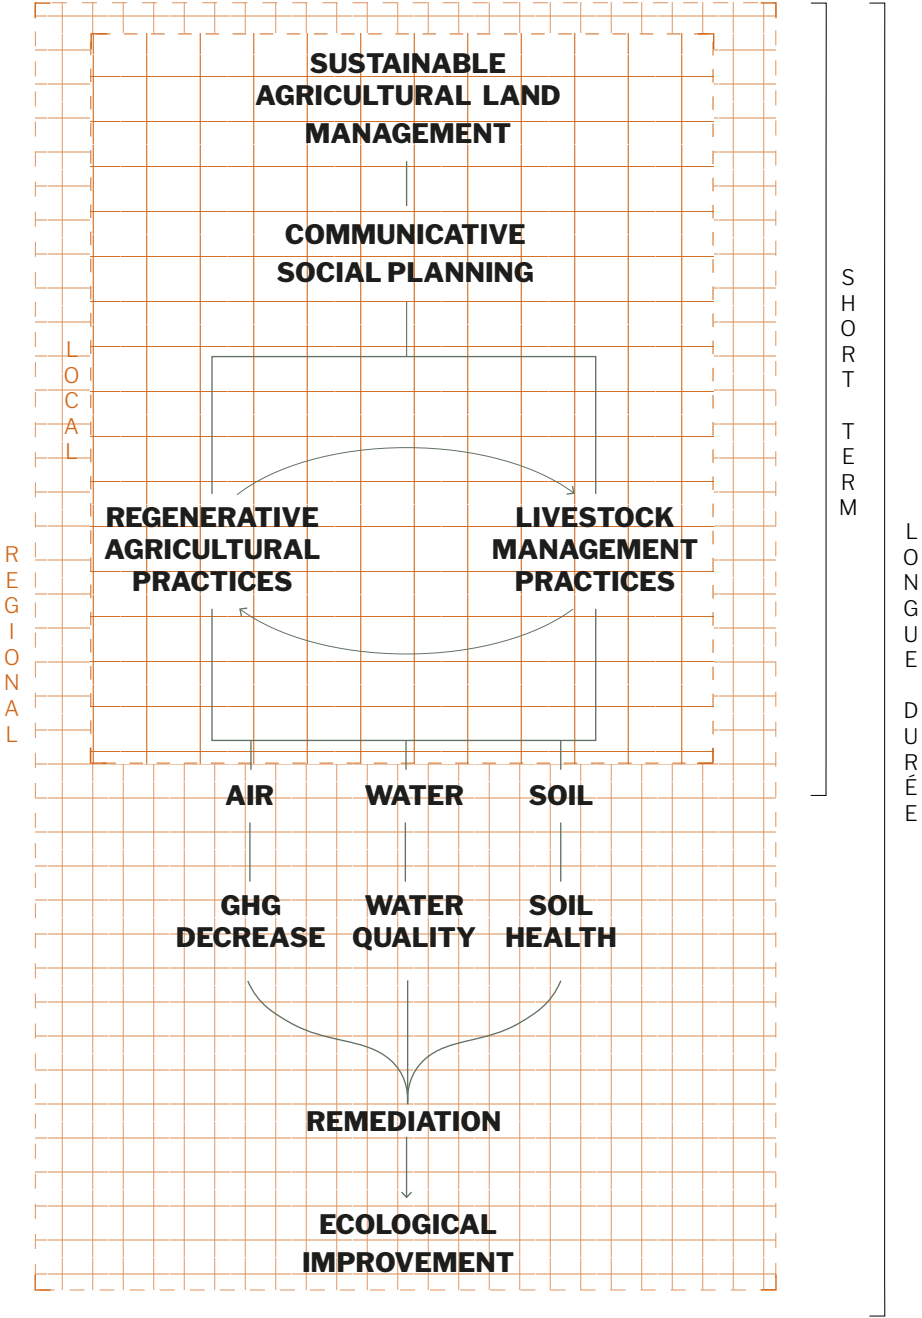 SUSTAINABLE
AGRICULTURAL LAND
MANAGEMENT
COMMUNICATIVE
SOCIAL PLANNING
REGENERATIVE
AGRICULTURAL
PRACTICES
LIVESTOCK
MANAGEMENT
PRACTICES
AIR
WATER
SOIL
GHG
DECREASE
WATER
QUALITY
SOIL
HEALTH
REMEDIATION
ECOLOGICAL
IMPROVEMENT
LOCAL
REGIONAL
SHORT TERM
LONGUE DURÉE